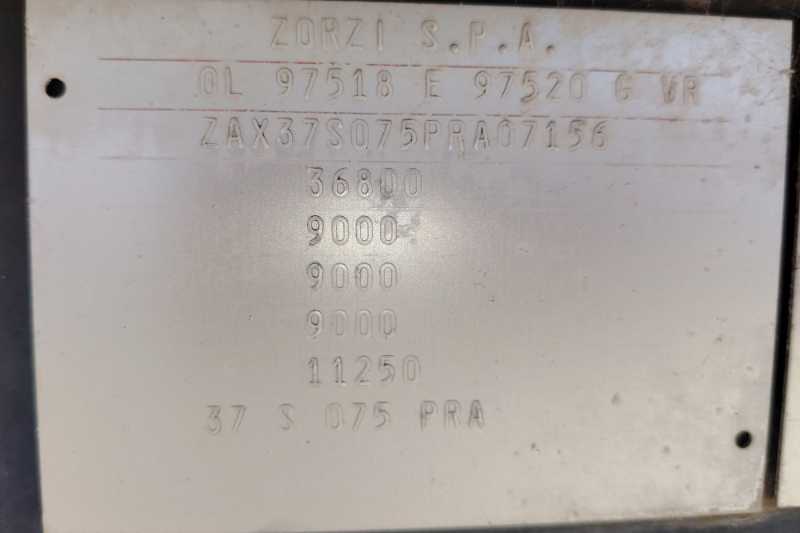 ZORZI S.P.A.
OL 97518 E 97520 G VR
ZAX37S075PRA07156
36800
9000
9000
9000
11250
37 S 075 PRA